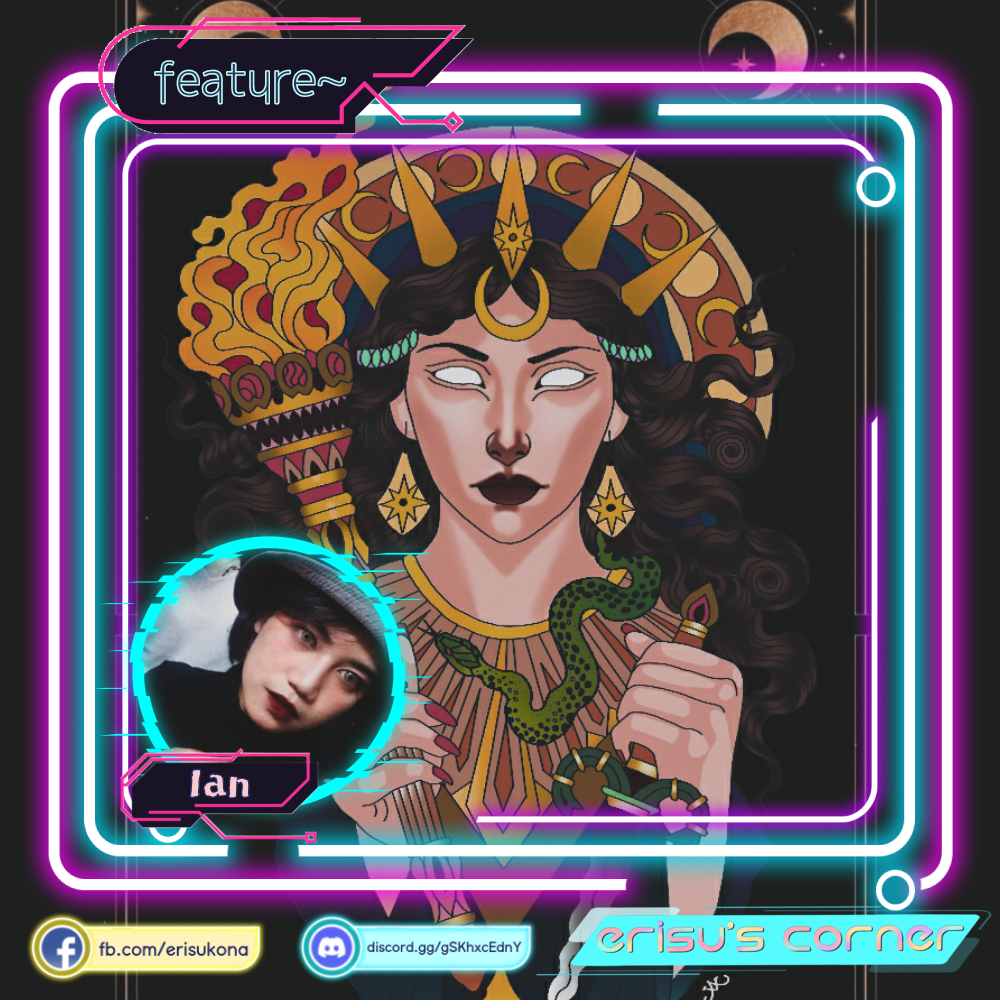 feature~
Ian
fb.com/erisukona
discord.gg/gSKhxcEdnY
erisu's corner